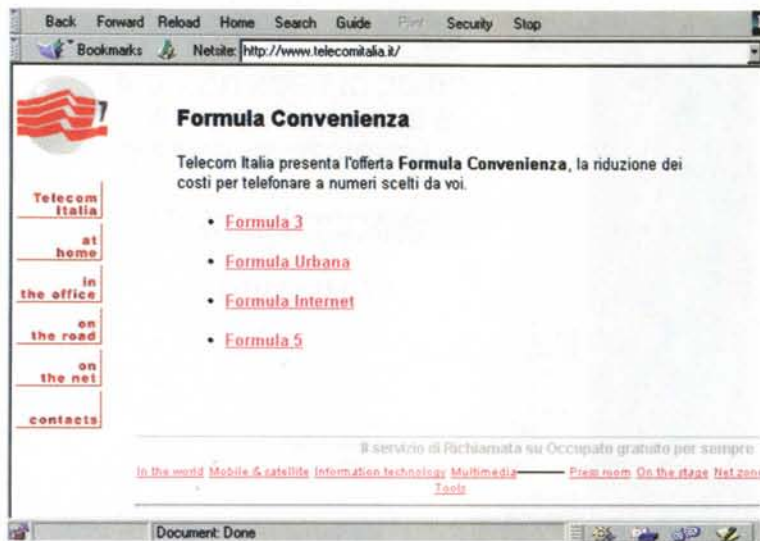 Back Forward Reload Home Search Guide Print Security Stop
Bookmarks Netsite: http://www.telecomitalia.it/
Formula Convenienza
Telecom Italia presenta l'offerta Formula Convenienza, la riduzione dei
costi per telefonare a numeri scelti da voi.
Telecom
Italia
at
home
in
the office
on
the road
on
the net
contacts
• Formula 3
• Formula Urbana
• Formula Internet
• Formula 5
Il servizio di Richiamata su Occupato gratuito per sempre
In the world Mobile & satellite Information technology Multimedia Press room On the stage Net zone
Tools
Document: Done